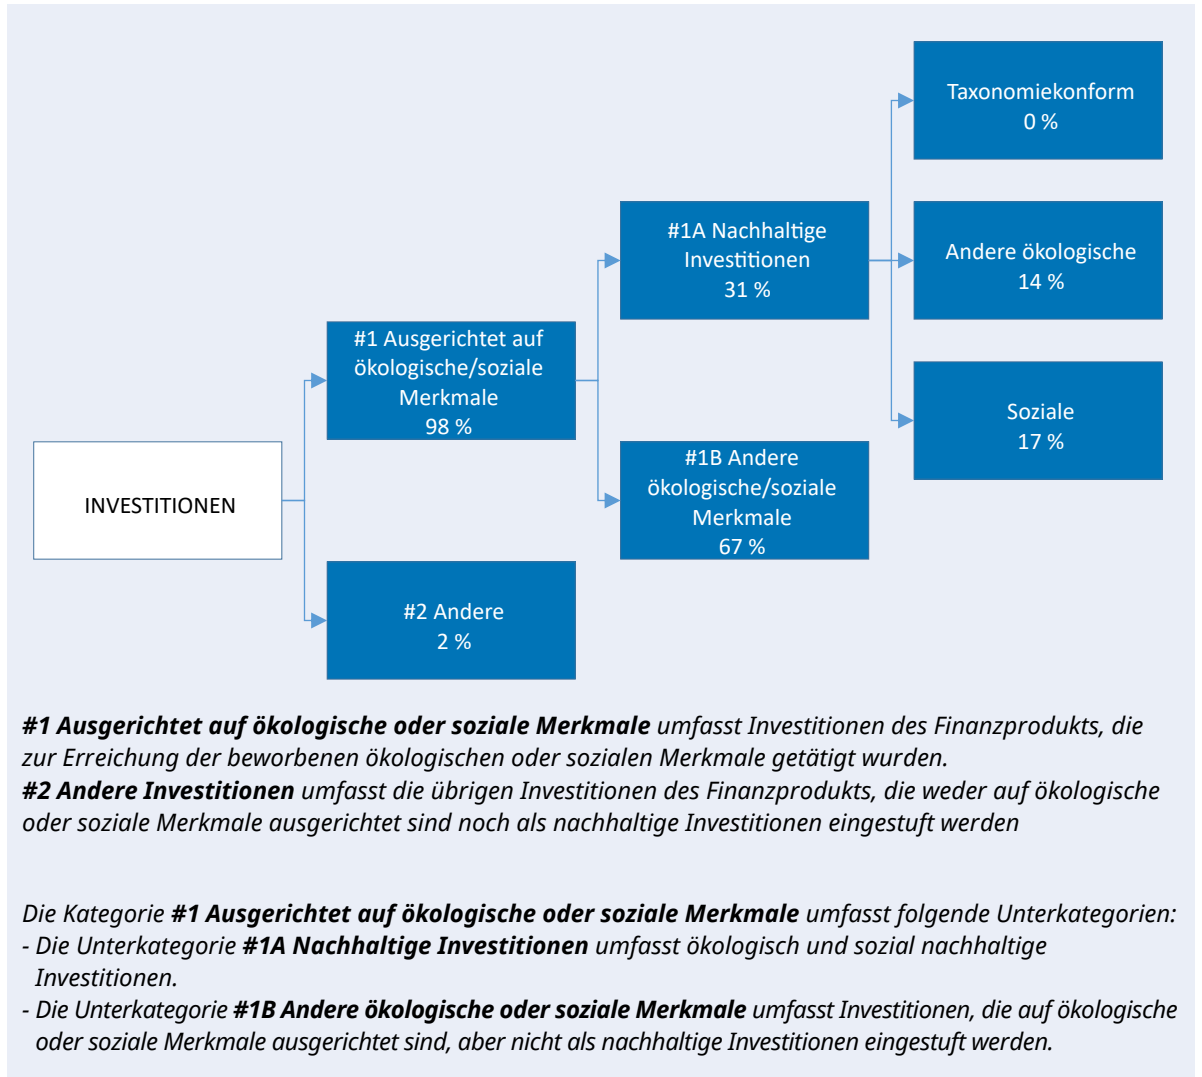 Taxonomiekonform
0 %
#1A Nachhaltige
Investitionen
31 %
Andere ökologische
14 %
#1 Ausgerichtet auf
ökologische/soziale
Merkmale
98 %
Soziale
17 %
#1B Andere
ökologische/soziale
Merkmale
67 %
INVESTITIONEN
#2 Andere
2 %
#1 Ausgerichtet auf ökologische oder soziale Merkmale umfasst Investitionen des Finanzprodukts, die
zur Erreichung der beworbenen ökologischen oder sozialen Merkmale getätigt wurden.
#2 Andere Investitionen umfasst die übrigen Investitionen des Finanzprodukts, die weder auf ökologische
oder soziale Merkmale ausgerichtet sind noch als nachhaltige Investitionen eingestuft werden
Die Kategorie #1 Ausgerichtet auf ökologische oder soziale Merkmale umfasst folgende Unterkategorien:
- Die Unterkategorie #1A Nachhaltige Investitionen umfasst ökologisch und sozial nachhaltige
Investitionen.
- Die Unterkategorie #1B Andere ökologische oder soziale Merkmale umfasst Investitionen, die auf ökologische
oder soziale Merkmale ausgerichtet sind, aber nicht als nachhaltige Investitionen eingestuft werden.